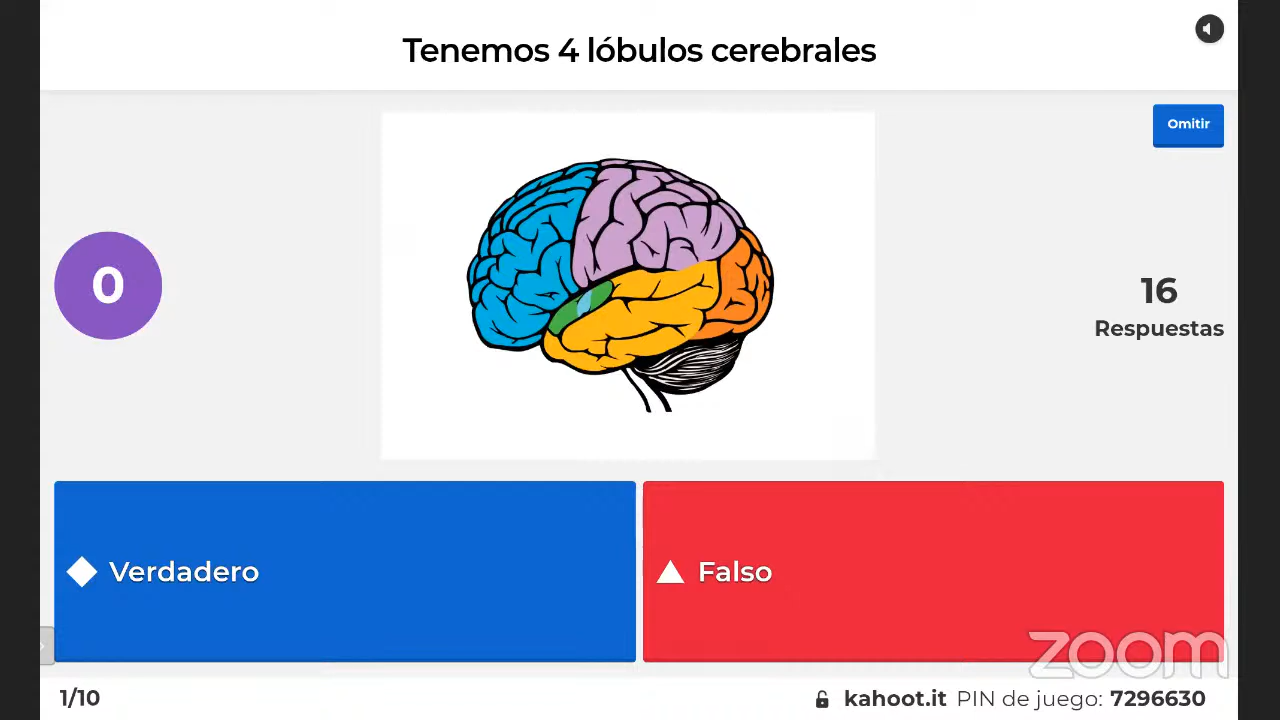 Tenemos 4 lóbulos cerebrales
Omitir
0
16
Respuestas
Verdadero
Falso
zoom
1/10
kahoot.it PIN de juego: 7296630